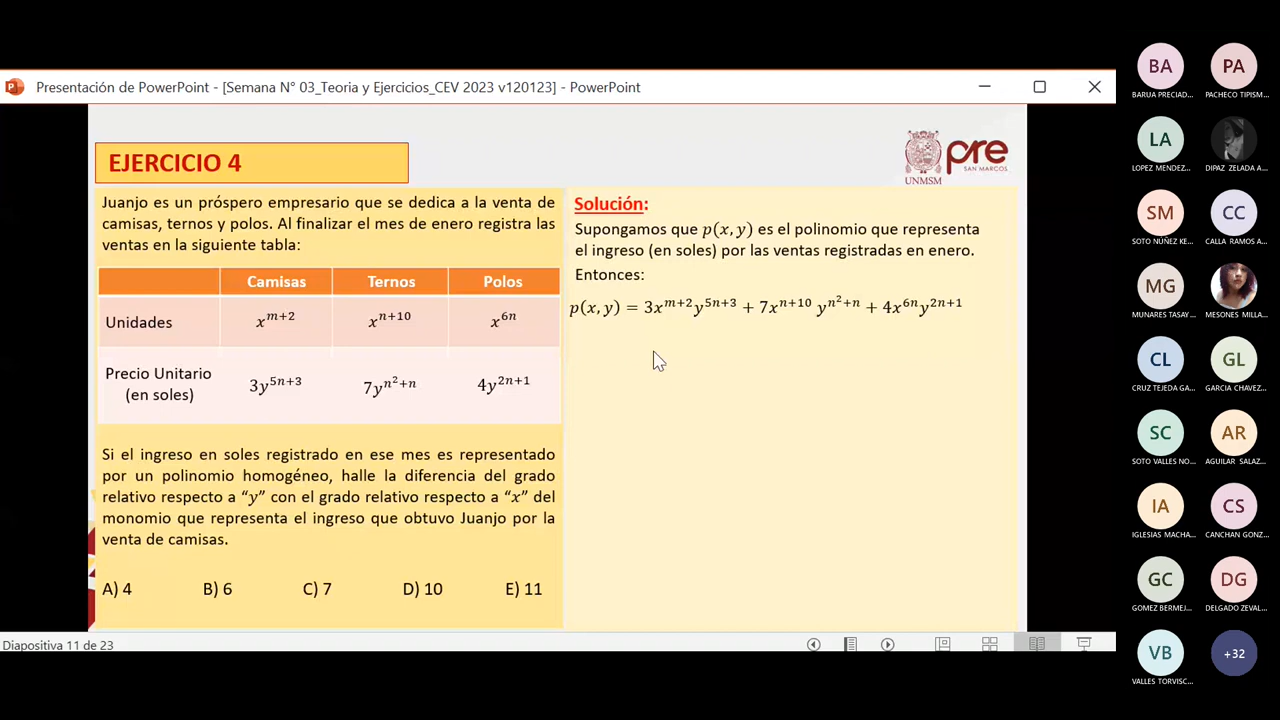 Presentación de PowerPoint - [Semana N° 03_Teoria y Ejercicios_CEV 2023 v120123] - PowerPoint
EJERCICIO 4
UNMSM
pre
SAN MARCOS
Juanjo es un próspero empresario que se dedica a la venta de
camisas, ternos y polos. Al finalizar el mes de enero registra las
ventas en la siguiente tabla:
Camisas Ternos Polos
Unidades x^{m+2} x^{n+10} x^{6n}
Precio Unitario
(en soles) 3y^{5n+3} 7y^{n^2+n} 4y^{2n+1}
Si el ingreso en soles registrado en ese mes es representado
por un polinomio homogéneo, halle la diferencia del grado
relativo respecto a “y” con el grado relativo respecto a “x” del
monomio que representa el ingreso que obtuvo Juanjo por la
venta de camisas.
A) 4 B) 6 C) 7 D) 10 E) 11
Solución:
Supongamos que p(x, y) es el polinomio que representa
el ingreso (en soles) por las ventas registradas en enero.
Entonces:
p(x, y) = 3x^{m+2}y^{5n+3} + 7x^{n+10} y^{n^2+n} + 4x^{6n}y^{2n+1}
Diapositiva 11 de 23
BA
BARUA PRECIAD...
PA
PACHECO TIPISM...
LA
LOPEZ MENDEZ...
DIPAZ ZELADA A...
SM
SOTO NUÑEZ KE...
CC
CALLA RAMOS A...
MG
MUNARES TASAY...
MESONES MILLA...
CL
CRUZ TEJEDA GA...
GL
GARCIA CHAVEZ...
SC
SOTO VALLES NO...
AR
AGUILAR SALAZ...
IA
IGLESIAS MACHA...
CS
CANCHAN GONZ...
GC
GOMEZ BERMEJ...
DG
DELGADO ZEVAL...
VB
VALLES TORVISC...
+32